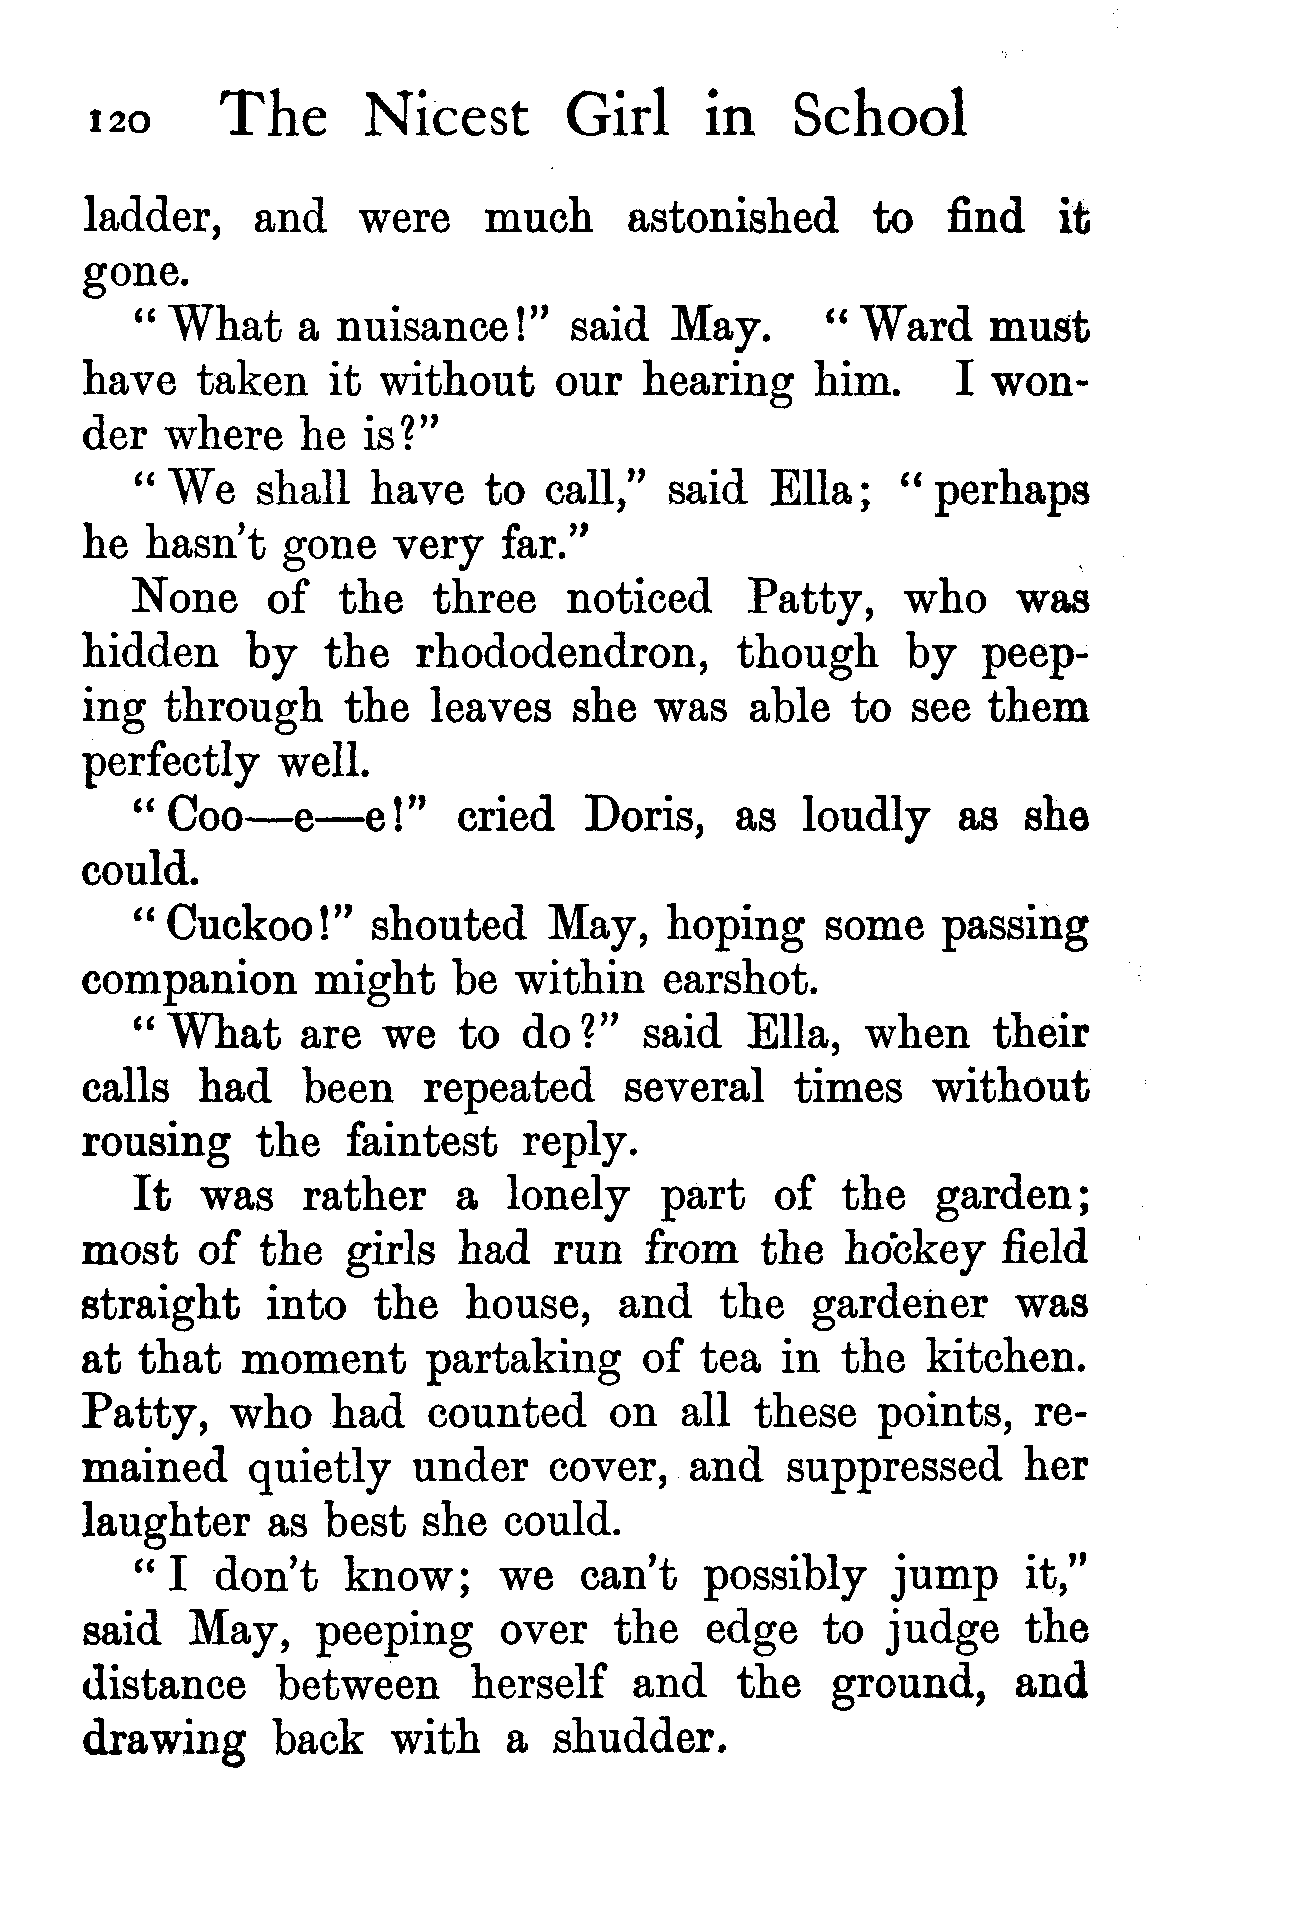 120 The Nicest Girl in School
ladder, and were much astonished to find it
gone.
“ What a nuisance!” said May. “ Ward must
have taken it without our hearing him. I won-
der where he is?”
“ We shall have to call,” said Ella; “ perhaps
he hasn’t gone very far.”
None of the three noticed Patty, who was
hidden by the rhododendron, though by peep-
ing through the leaves she was able to see them
perfectly well.
“ Coo—e—e!” cried Doris, as loudly as she
could.
“ Cuckoo!” shouted May, hoping some passing
companion might be within earshot.
“ What are we to do?” said Ella, when their
calls had been repeated several times without
rousing the faintest reply.
It was rather a lonely part of the garden;
most of the girls had run from the hockey field
straight into the house, and the gardener was
at that moment partaking of tea in the kitchen.
Patty, who had counted on all these points, re-
mained quietly under cover, and suppressed her
laughter as best she could.
“ I don’t know; we can’t possibly jump it,”
said May, peeping over the edge to judge the
distance between herself and the ground, and
drawing back with a shudder.